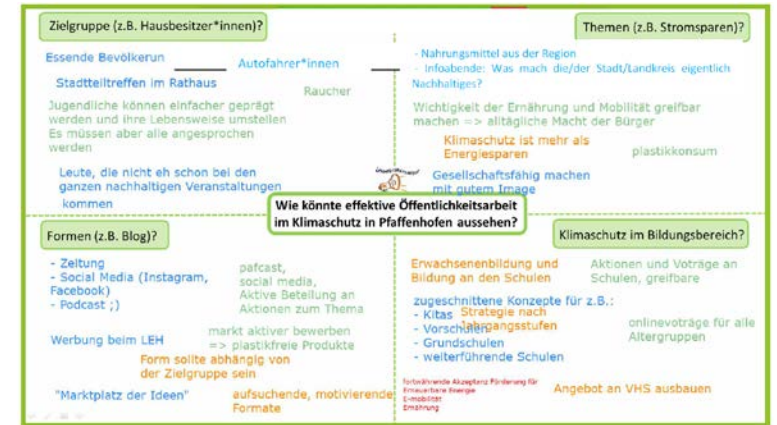 Zielgruppe (z.B. Hausbesitzer*innen)?
Essende Bevölkerun
Autofahrer*innen
Stadtteiltreffen im Rathaus
Raucher
Jugendliche können einfacher geprägt
werden und ihre Lebensweise umstellen
Es müssen aber alle angesprochen
werden
Leute, die nicht eh schon bei den
ganzen nachhaltigen Veranstaltungen
kommen
Themen (z.B. Stromsparen)?
- Nahrungsmittel aus der Region
- Infoabende: Was mach die/der Stadt/Landkreis eigentlich
Nachhaltiges?
Wichtigkeit der Ernährung und Mobilität greifbar
machen => alltägliche Macht der Bürger
Klimaschutz ist mehr als
Energiesparen
plastikkonsum
Gesellschaftsfähig machen
mit gutem Image
Wie könnte effektive Öffentlichkeitsarbeit
im Klimaschutz in Pfaffenhofen aussehen?
Formen (z.B. Blog)?
- Zeitung
- Social Media (Instagram,
Facebook)
- Podcast ;)
pafcast,
social media,
Aktive Beteilung an
Aktionen zum Thema
Werbung beim LEH
markt aktiver bewerben
=> plastikfreie Produkte
Form sollte abhängig von
der Zielgruppe sein
"Marktplatz der Ideen"
aufsuchende, motivierende
Formate
Klimaschutz im Bildungsbereich?
Erwachsenenbildung und
Bildung an den Schulen
Aktionen und Voträge an
Schulen, greifbare
zugeschnittene Konzepte für z.B.:
- Kitas
Strategie nach
- Vorschulen
Jahrgangsstufen
- Grundschulen
- weiterführende Schulen
onlinevoträge für alle
Altergruppen
fortwährende Akzeptanz Förderung für
Erneuerbare Energie
E-mobilität
Ernährung
Angebot an VHS ausbauen